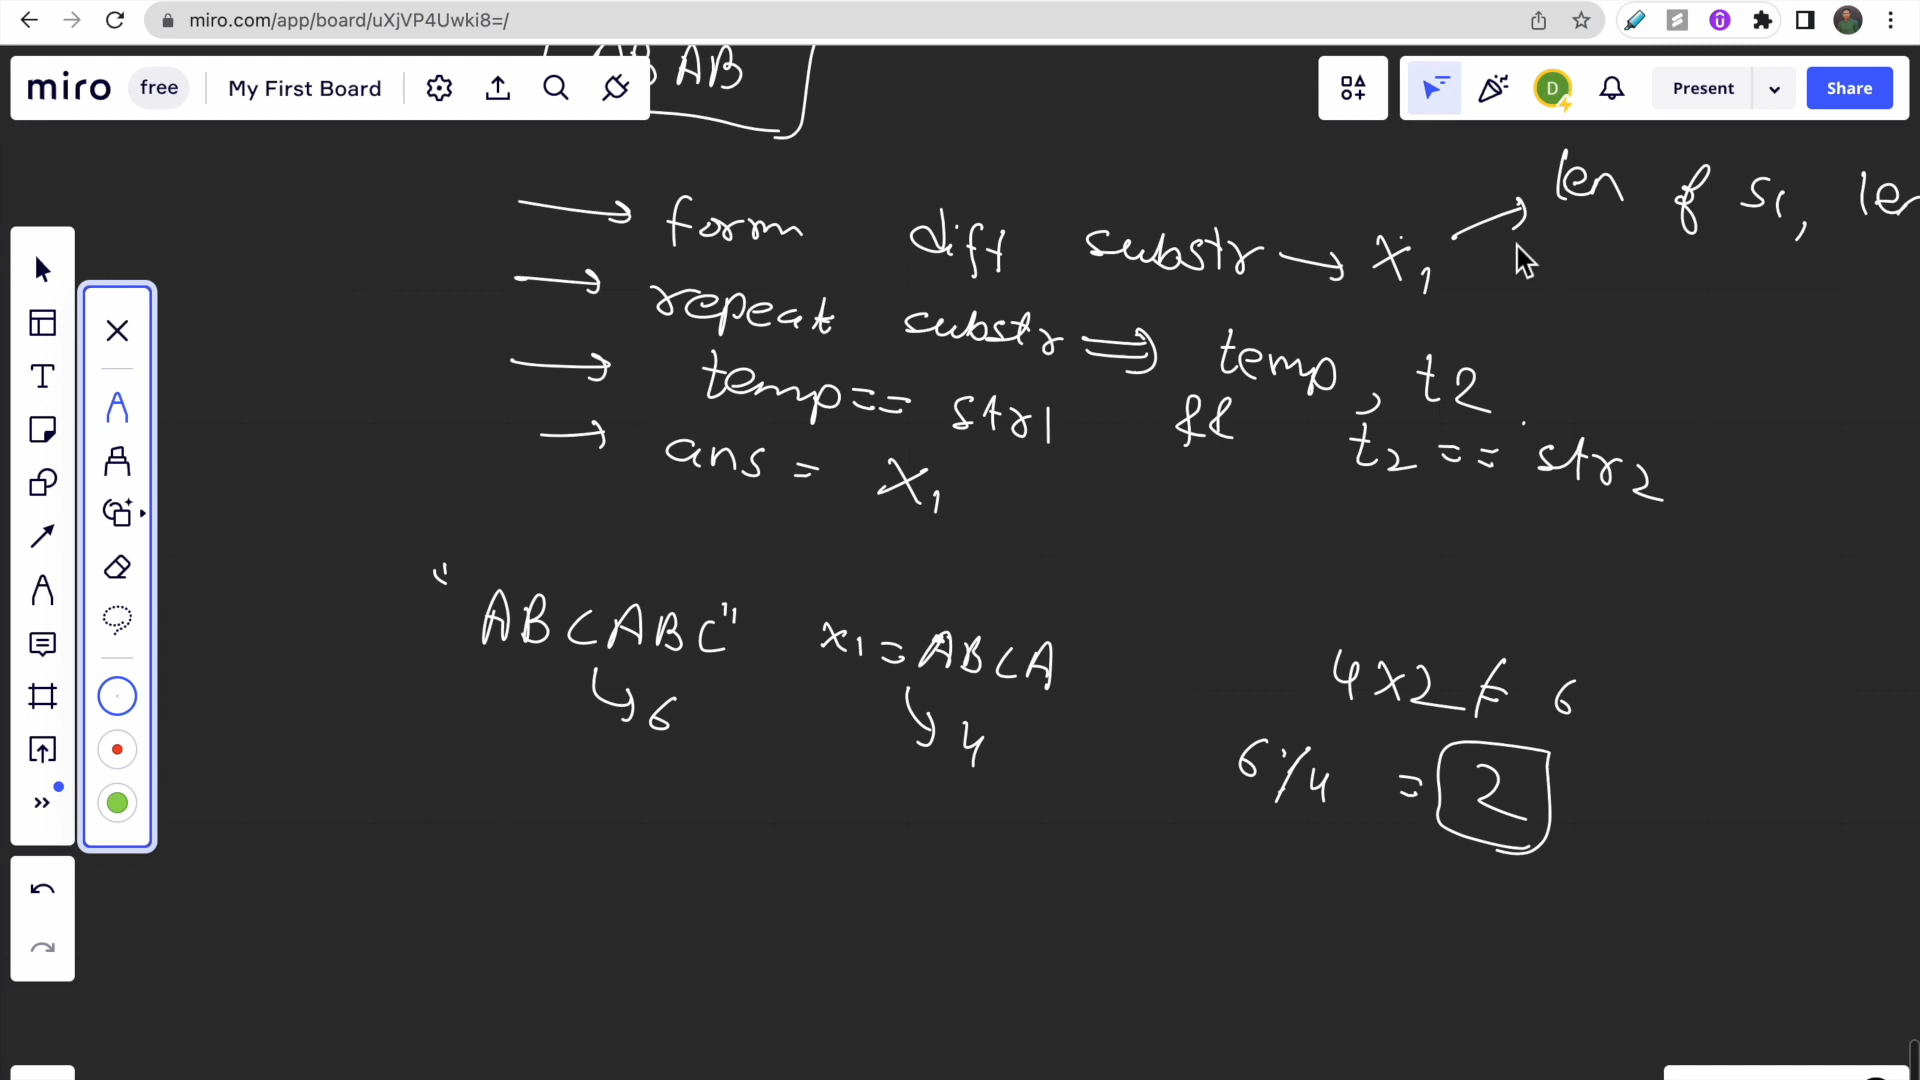 miro.com/app/board/uXjVP4Uwki8=/
AB AB
miro free My First Board D Present Share
→ form diff substr → x1 → len of s1, ler
→ repeat substr ⇒ temp, t2
→ temp == str1 && t2 == str2
→ ans = X1
"ABCABC" x1 = ABCA 4x2 ≠ 6
↳ 6 ↳ 4 6 % 4 = 2